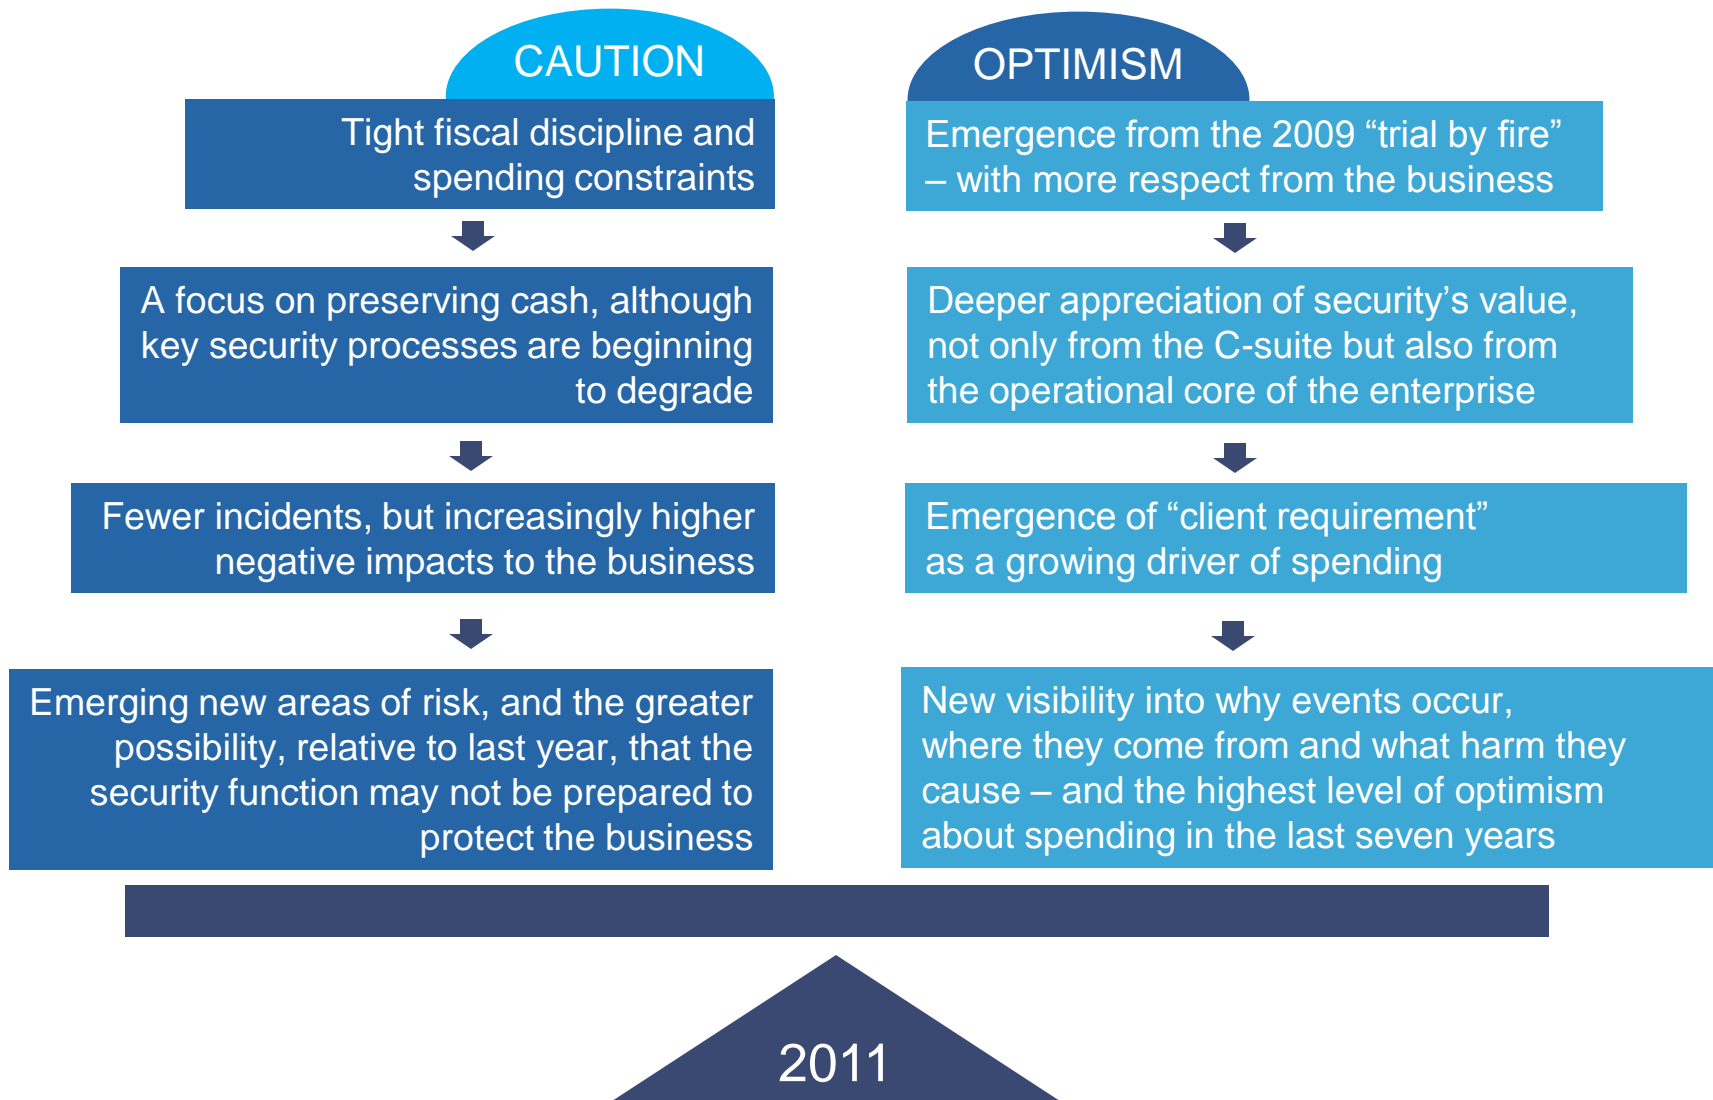 CAUTION
Tight fiscal discipline and
spending constraints
A focus on preserving cash, although
key security processes are beginning
to degrade
Fewer incidents, but increasingly higher
negative impacts to the business
Emerging new areas of risk, and the greater
possibility, relative to last year, that the
security function may not be prepared to
protect the business
OPTIMISM
Emergence from the 2009 “trial by fire”
– with more respect from the business
Deeper appreciation of security’s value,
not only from the C-suite but also from
the operational core of the enterprise
Emergence of “client requirement”
as a growing driver of spending
New visibility into why events occur,
where they come from and what harm they
cause – and the highest level of optimism
about spending in the last seven years
2011